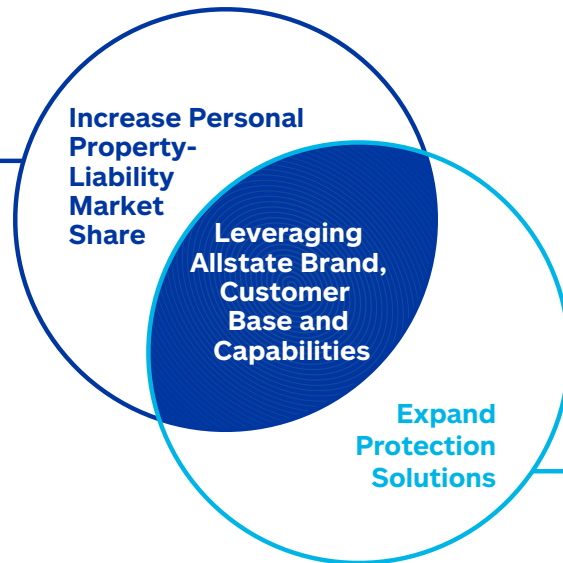 Increase Personal
Property-
Liability
Market
Share
Leveraging
Allstate Brand,
Customer
Base and
Capabilities
Expand
Protection
Solutions